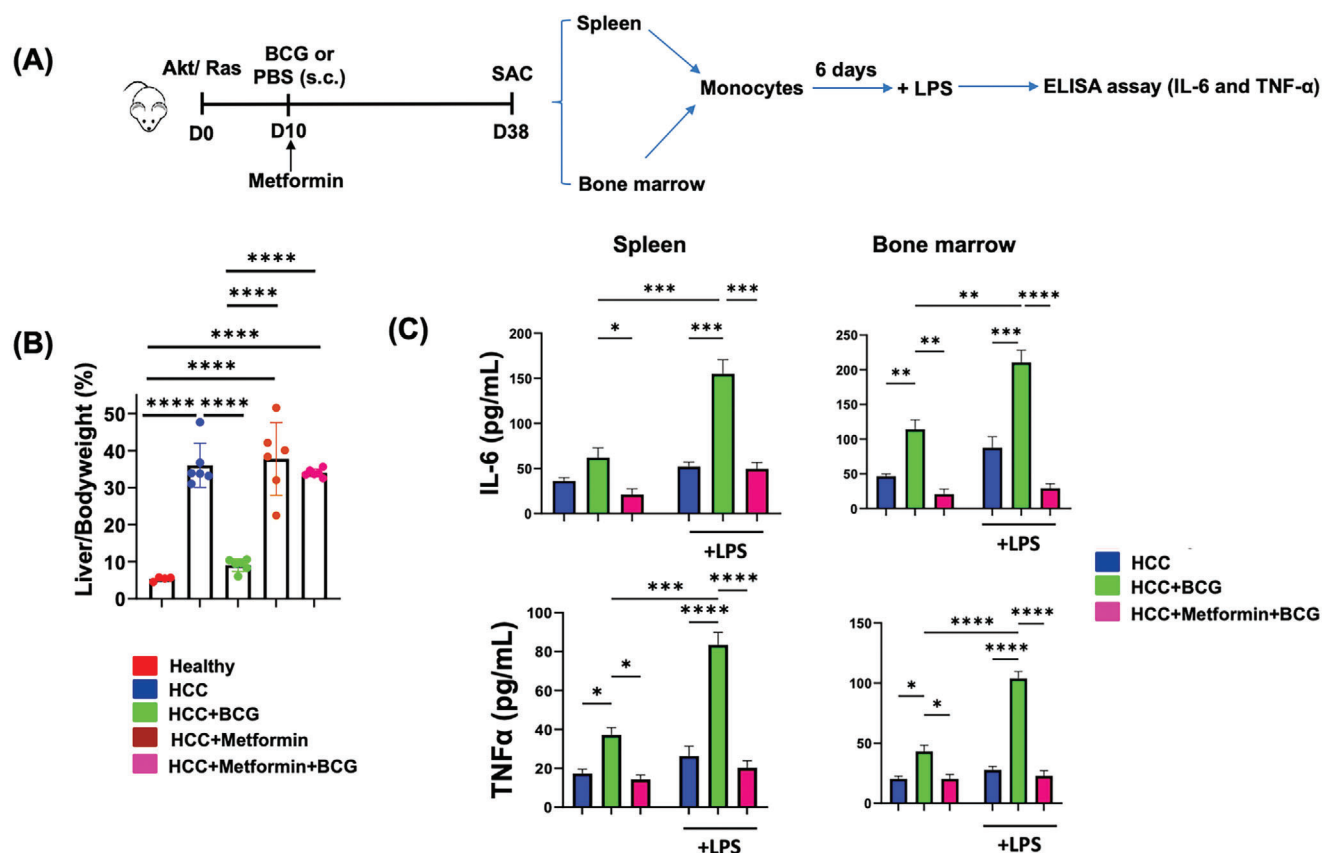 (A)
Akt/ Ras
BCG or
PBS (s.c.)
SAC
D0
D10
D38
Metformin
Spleen
Bone marrow
Monocytes
6 days
+ LPS
ELISA assay (IL-6 and TNF-α)
(B)
****
****
****
****
**** ****
Liver/Bodyweight (%)
50
40
30
20
10
0
Healthy
HCC
HCC+BCG
HCC+Metformin
HCC+Metformin+BCG
(C)
Spleen
*** ***
* ***
IL-6 (pg/mL)
200
150
100
50
0
+LPS
Bone marrow
** ****
** ** ***
250
200
150
100
50
0
+LPS
HCC
HCC+BCG
HCC+Metformin+BCG
*** ****
* * ****
TNFα (pg/mL)
100
80
60
40
20
0
+LPS
**** ****
* * ****
150
100
50
0
+LPS